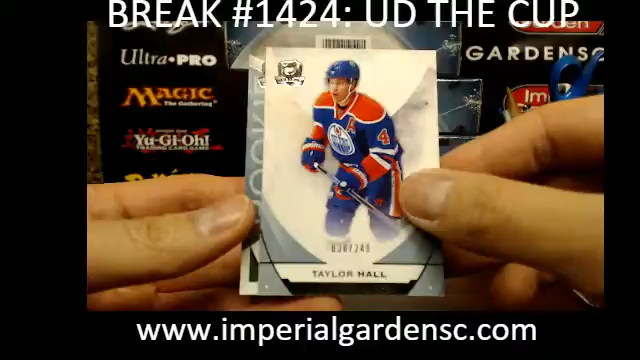 BREAK #1424: UD THE CUP
Ultra•PRO
GARDENSC
MAGIC
The Gathering
Im
Yu-Gi-Oh!
TRADING CARD GAME
4
A
TAYLOR HALL
www.imperialgardensc.com